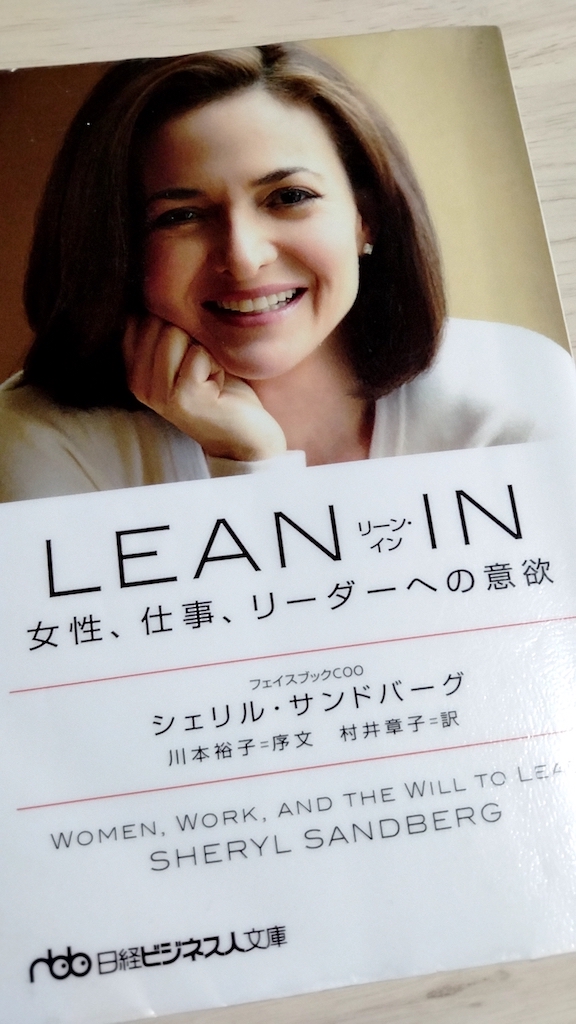 LEAN リーン・イン IN
女性、仕事、リーダーへの意欲
フェイスブックCOO
シェリル・サンドバーグ
川本裕子=序文 村井章子=訳
WOMEN, WORK, AND THE WILL TO LEA
SHERYL SANDBERG
nbb 日経ビジネス人文庫